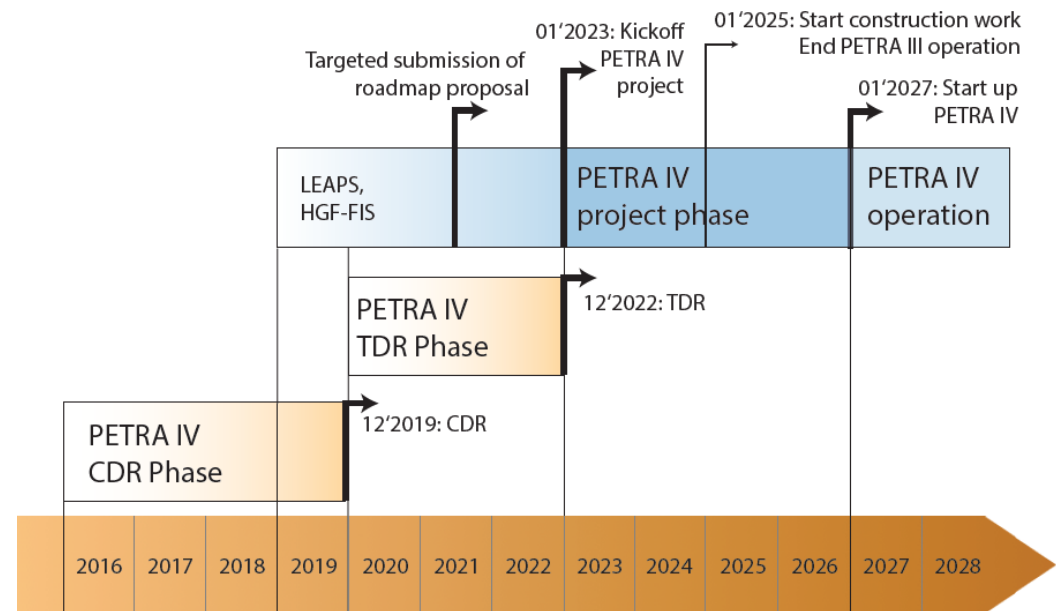 01‘2025: Start construction work
End PETRA III operation
01‘2023: Kickoff
PETRA IV
project
Targeted submission of
roadmap proposal
01‘2027: Start up
PETRA IV
LEAPS,
HGF-FIS
PETRA IV
project phase
PETRA IV
operation
PETRA IV
TDR Phase
12‘2022: TDR
PETRA IV
CDR Phase
12‘2019: CDR
2016 2017 2018 2019 2020 2021 2022 2023 2024 2025 2026 2027 2028